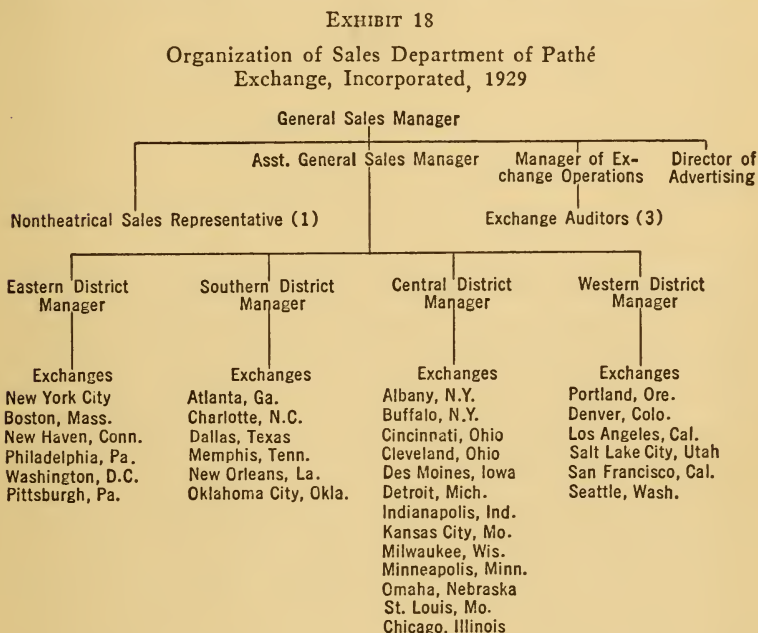 EXHIBIT 18
Organization of Sales Department of Pathé
Exchange, Incorporated, 1929
General Sales Manager
Asst. General Sales Manager
Manager of Ex-
change Operations
Director of
Advertising
Nontheatrical Sales Representative (1)
Exchange Auditors (3)
Eastern District
Manager
Exchanges
New York City
Boston, Mass.
New Haven, Conn.
Philadelphia, Pa.
Washington, D.C.
Pittsburgh, Pa.
Southern District
Manager
Exchanges
Atlanta, Ga.
Charlotte, N.C.
Dallas, Texas
Memphis, Tenn.
New Orleans, La.
Oklahoma City, Okla.
Central District
Manager
Exchanges
Albany, N.Y.
Buffalo, N.Y.
Cincinnati, Ohio
Cleveland, Ohio
Des Moines, Iowa
Detroit, Mich.
Indianapolis, Ind.
Kansas City, Mo.
Milwaukee, Wis.
Minneapolis, Minn.
Omaha, Nebraska
St. Louis, Mo.
Chicago, Illinois
Western District
Manager
Exchanges
Portland, Ore.
Denver, Colo.
Los Angeles, Cal.
Salt Lake City, Utah
San Francisco, Cal.
Seattle, Wash.